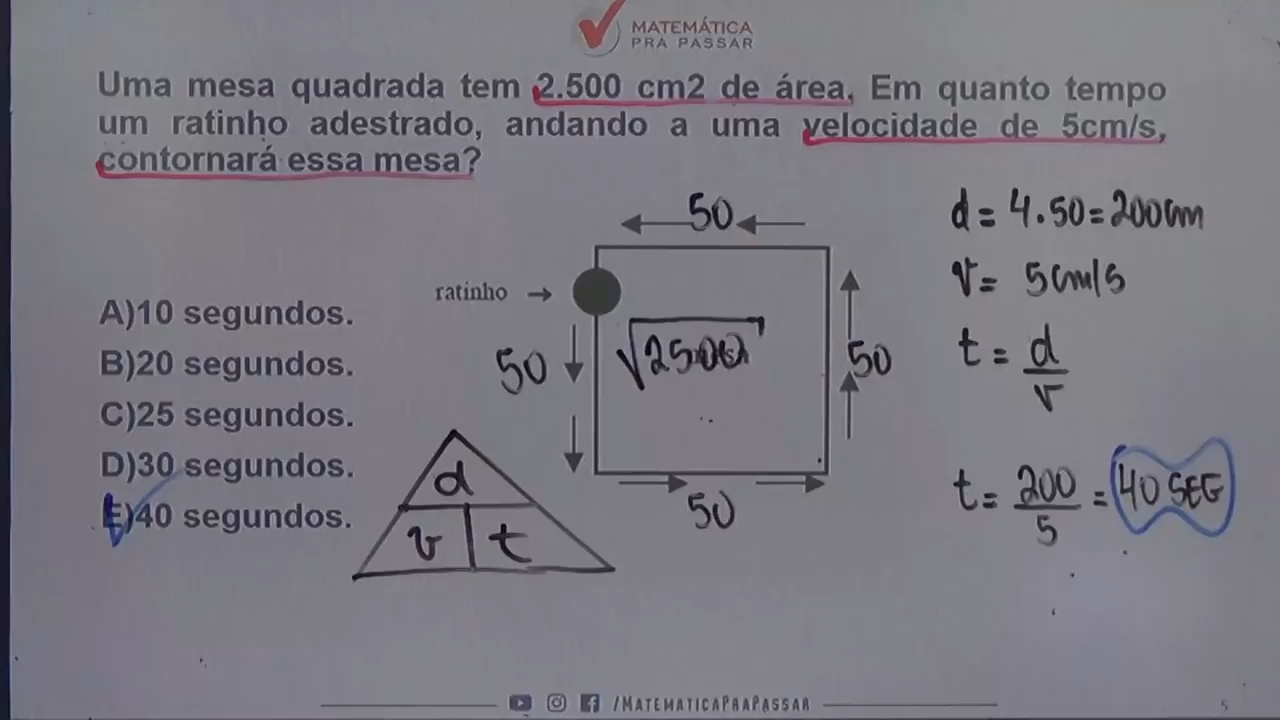 MATEMÁTICA
PRA PASSAR
Uma mesa quadrada tem 2.500 cm2 de área. Em quanto tempo
um ratinho adestrado, andando a uma velocidade de 5cm/s,
contornará essa mesa?
A)10 segundos.
B)20 segundos.
C)25 segundos.
D)30 segundos.
E)40 segundos.
50
ratinho →
50
√2500
50
50
d
v t
d = 4.50 = 200cm
v = 5cm/s
t = d/v
t = 200/5 = 40 SEG
/MATEMATICAPRAPASSAR
5